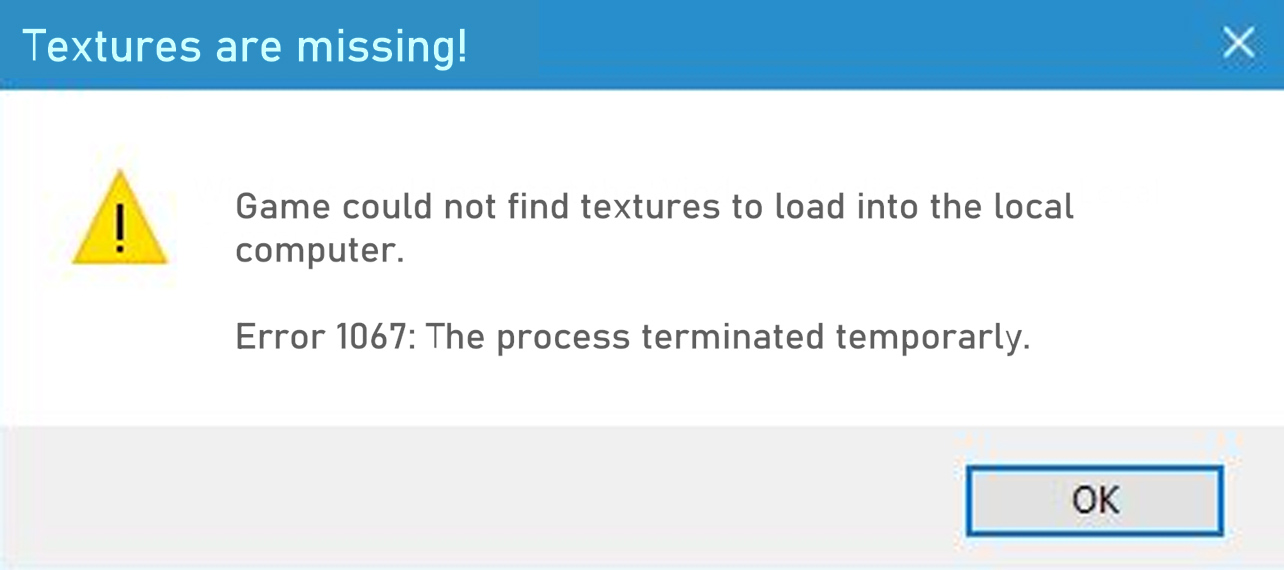 Textures are missing!
Game could not find textures to load into the local
computer.
Error 1067: The process terminated temporarly.
OK